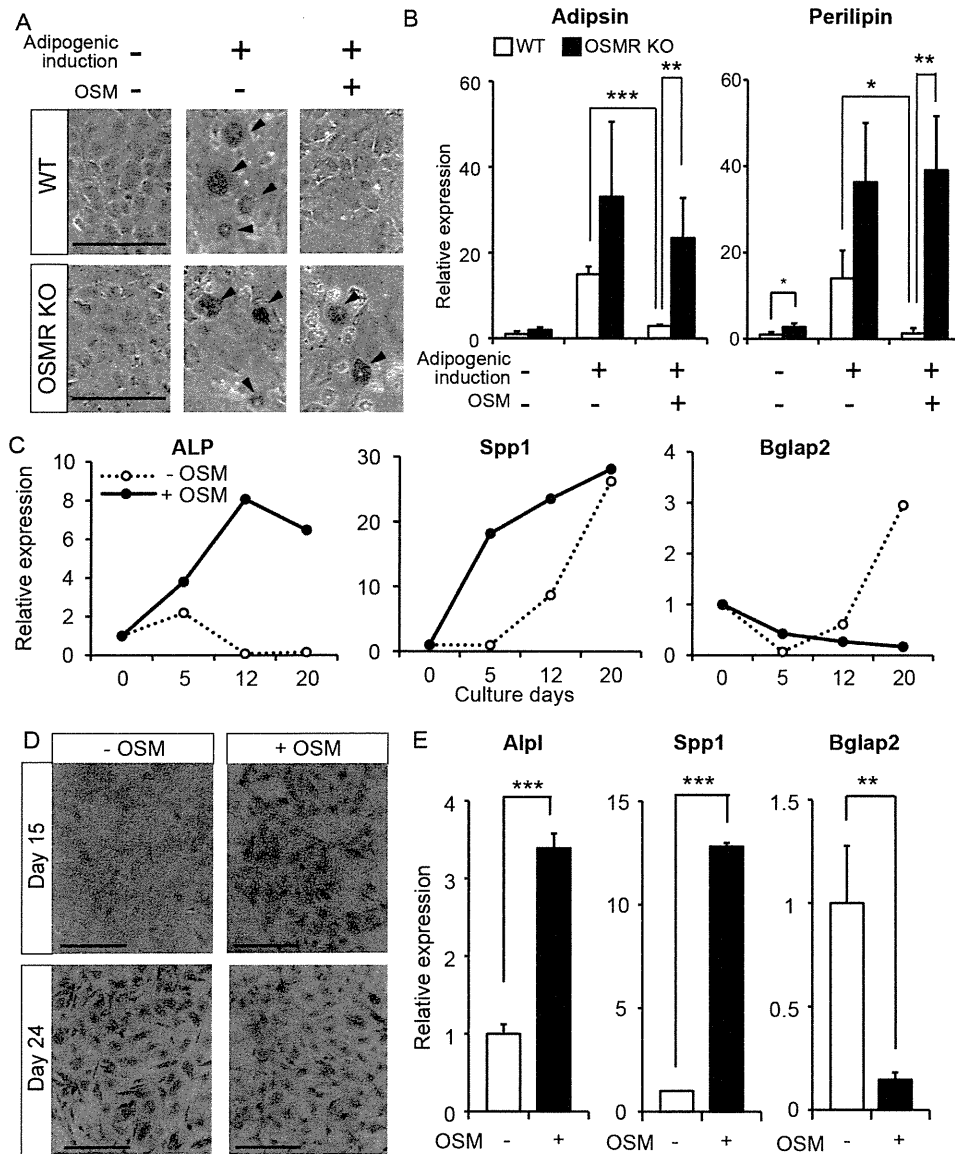 A
Adipogenic induction - + +
OSM - - +
WT
OSMR KO
B
Adipsin Perilipin
WT OSMR KO
Relative expression
60 40 20 0
*** **
60 40 20 0
* * **
Adipogenic induction - + + - + +
OSM - - + - - +
C
ALP Spp1 Bglap2
- OSM
+ OSM
Relative expression
10 8 6 4 2 0
30 20 10 0
4 3 2 1 0
0 5 12 20 0 5 12 20 0 5 12 20
Culture days
D
- OSM + OSM
Day 15
Day 24
E
Alpl Spp1 Bglap2
*** *** **
Relative expression
4 3 2 1 0
15 10 5 0
1 0.5 0
OSM - + OSM - + OSM - +